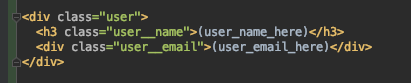 <div class="user">
<h3 class="user__name">(user_name_here)</h3>
<div class="user__email">(user_email_here)</div>
</div>